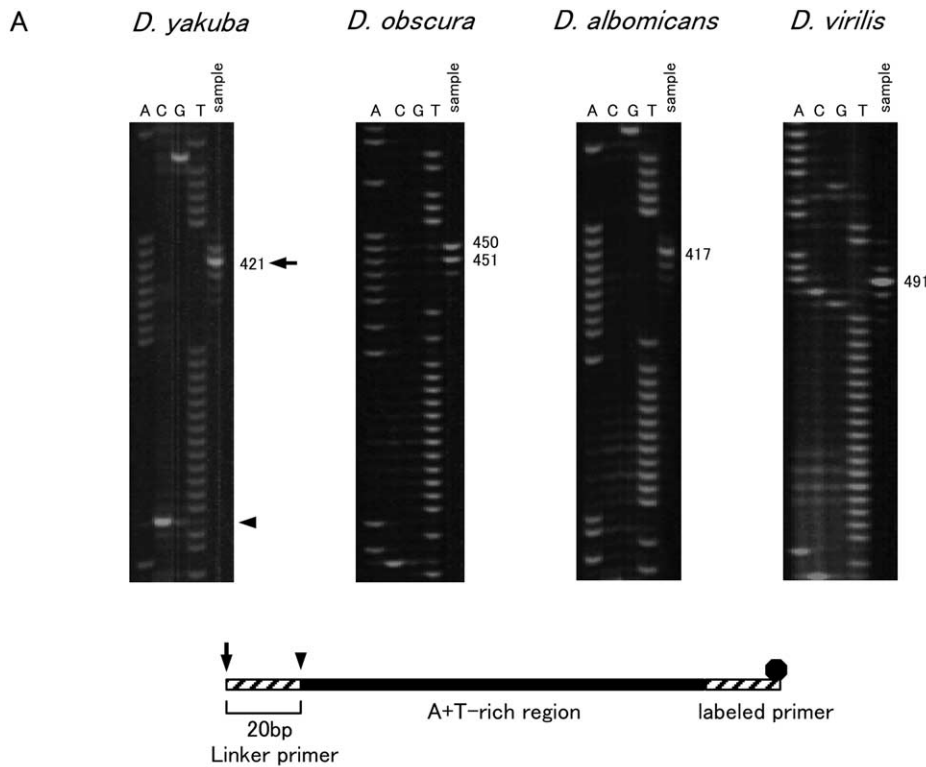 A
D. yakuba D. obscura D. albomicans D. virilis
A C G T sample A C G T sample A C G T sample A C G T sample
421
450
451
417
491
20bp
Linker primer
A+T-rich region
labeled primer